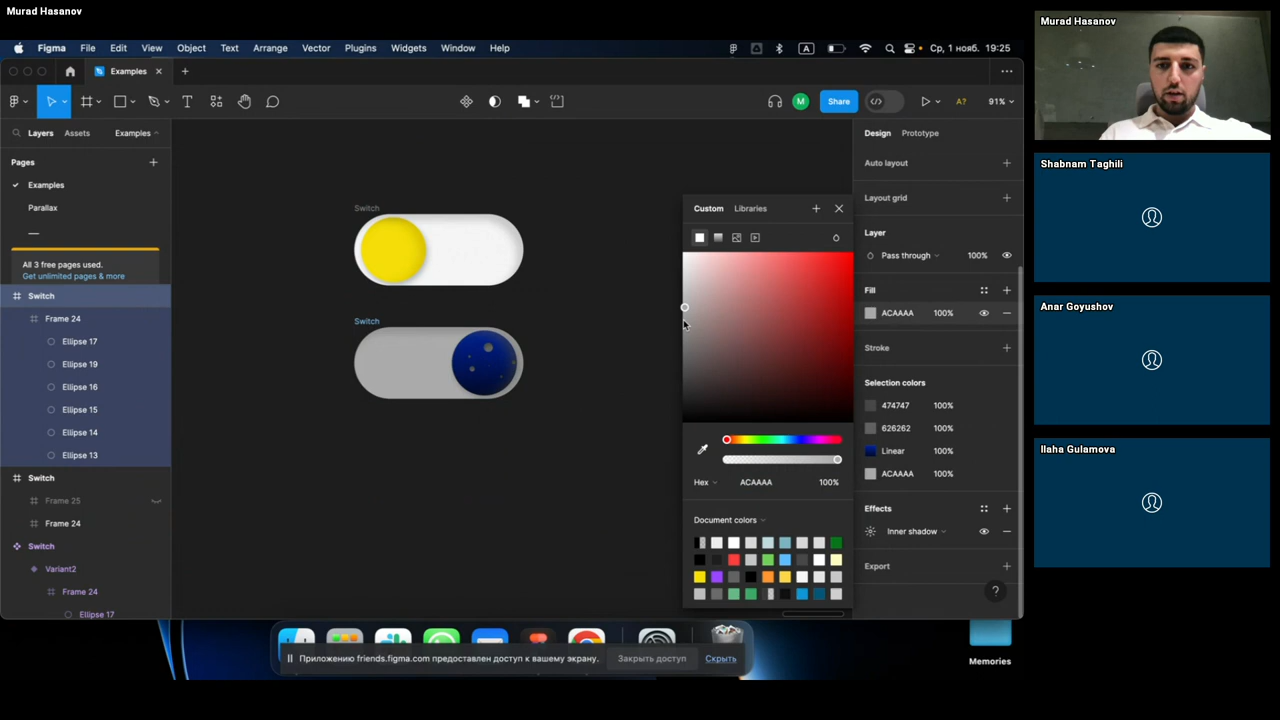 Murad Hasanov
Figma File Edit View Object Text Arrange Vector Plugins Widgets Window Help
A
Ср, 1 нояб. 19:25
Examples
Share
M
A?
91%
Layers Assets Examples
Pages
Examples
Parallax
All 3 free pages used.
Get unlimited pages & more
Switch
Frame 24
Ellipse 17
Ellipse 19
Ellipse 16
Ellipse 15
Ellipse 14
Ellipse 13
Switch
Frame 25
Frame 24
Switch
Variant2
Frame 24
Ellipse 17
Switch
Switch
Custom Libraries
Hex ACAAAA 100%
Document colors
Design Prototype
Auto layout
Layout grid
Layer
Pass through 100%
Fill
ACAAAA 100%
Stroke
Selection colors
474747 100%
626262 100%
Linear 100%
ACAAAA 100%
Effects
Inner shadow
Export
?
Приложению friends.figma.com предоставлен доступ к вашему экрану. Закрыть доступ Скрыть
Memories
Murad Hasanov
Shabnam Taghili
Anar Goyushov
Ilaha Gulamova